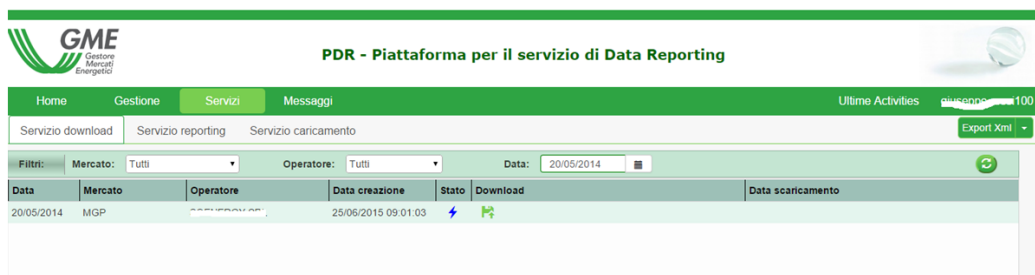 GME
Gestore
Mercati
Energetici
PDR - Piattaforma per il servizio di Data Reporting
Home Gestione Servizi Messaggi Ultime Activities
Servizio download Servizio reporting Servizio caricamento Export Xml
Filtri: Mercato: Tutti Operatore: Tutti Data: 20/05/2014
Data Mercato Operatore Data creazione Stato Download Data scaricamento
20/05/2014 MGP 25/06/2015 09:01:03